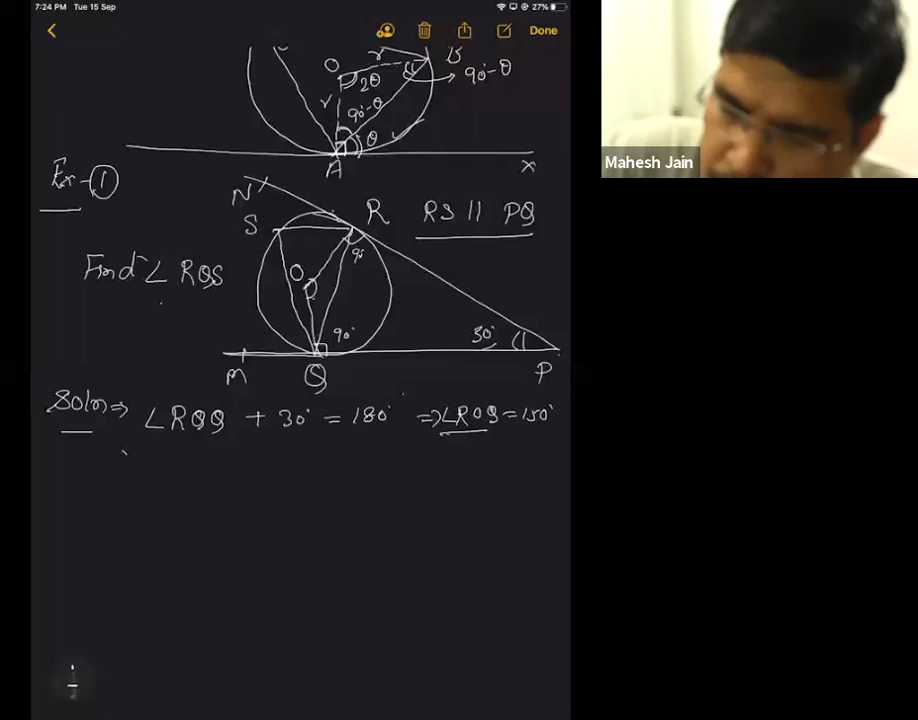 7:24 PM Tue 15 Sep
27%
Done
Mahesh Jain
O
r
B
2θ
90°-θ
r
90°-θ
θ
A
x
Ex-①
N
S
R
RS || PQ
90°
Find ∠ RQS
O
90°
30°
M
Q
P
Soln ⇒ ∠RQQ + 30° = 180° ⇒ ∠ROQ = 150°